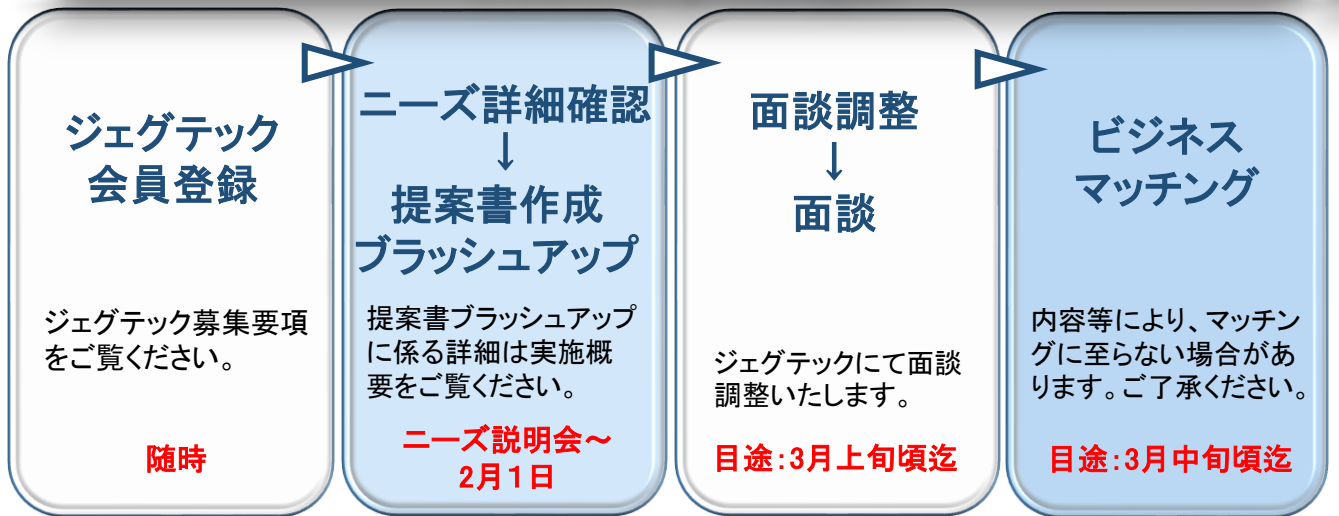 ジェグテック
会員登録
ジェグテック募集要項
をご覧ください。
随時
ニーズ詳細確認
↓
提案書作成
ブラッシュアップ
提案書ブラッシュアップ
に係る詳細は実施概
要をご覧ください。
ニーズ説明会～
2月1日
面談調整
↓
面談
ジェグテックにて面談
調整いたします。
目途：3月上旬頃迄
ビジネス
マッチング
内容等により、マッチン
グに至らない場合があ
ります。ご了承ください。
目途：3月中旬頃迄